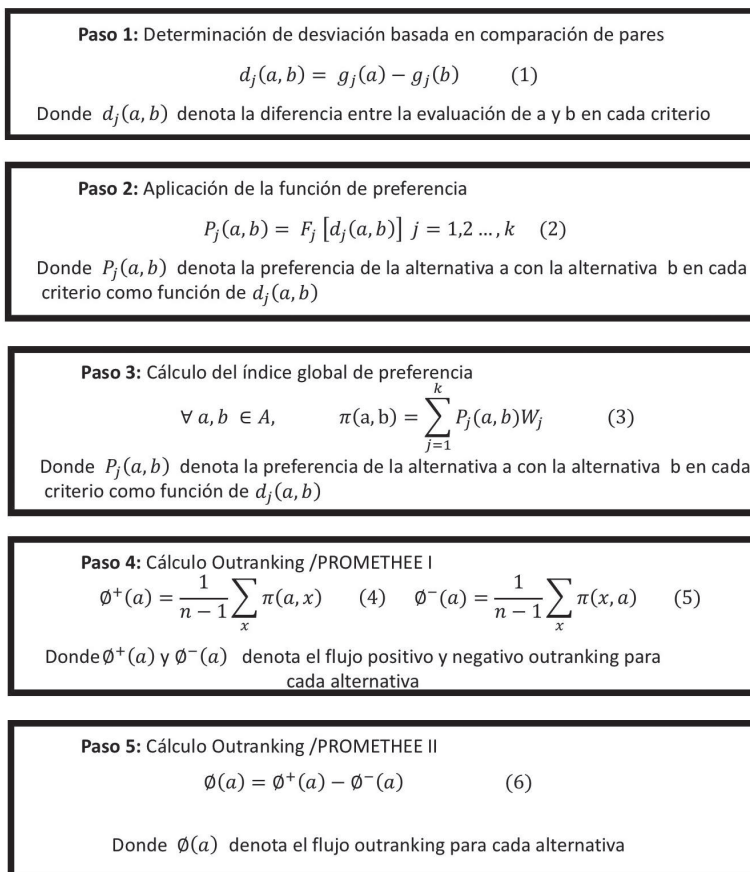 Paso 1: Determinación de desviación basada en comparación de pares
d_j(a, b) = g_j(a) − g_j(b) (1)
Donde d_j(a, b) denota la diferencia entre la evaluación de a y b en cada criterio
Paso 2: Aplicación de la función de preferencia
P_j(a, b) = F_j [d_j(a, b)] j = 1,2 …, k (2)
Donde P_j(a, b) denota la preferencia de la alternativa a con la alternativa b en cada
criterio como función de d_j(a, b)
Paso 3: Cálculo del índice global de preferencia
∀ a, b ∈ A, π(a, b) = ∑_{j=1}^{k} P_j(a, b)W_j (3)
Donde P_j(a, b) denota la preferencia de la alternativa a con la alternativa b en cada
criterio como función de d_j(a, b)
Paso 4: Cálculo Outranking /PROMETHEE I
∅⁺(a) = 1/(n − 1) ∑_x π(a, x) (4) ∅⁻(a) = 1/(n − 1) ∑_x π(x, a) (5)
Donde ∅⁺(a) y ∅⁻(a) denota el flujo positivo y negativo outranking para
cada alternativa
Paso 5: Cálculo Outranking /PROMETHEE II
∅(a) = ∅⁺(a) − ∅⁻(a) (6)
Donde ∅(a) denota el flujo outranking para cada alternativa